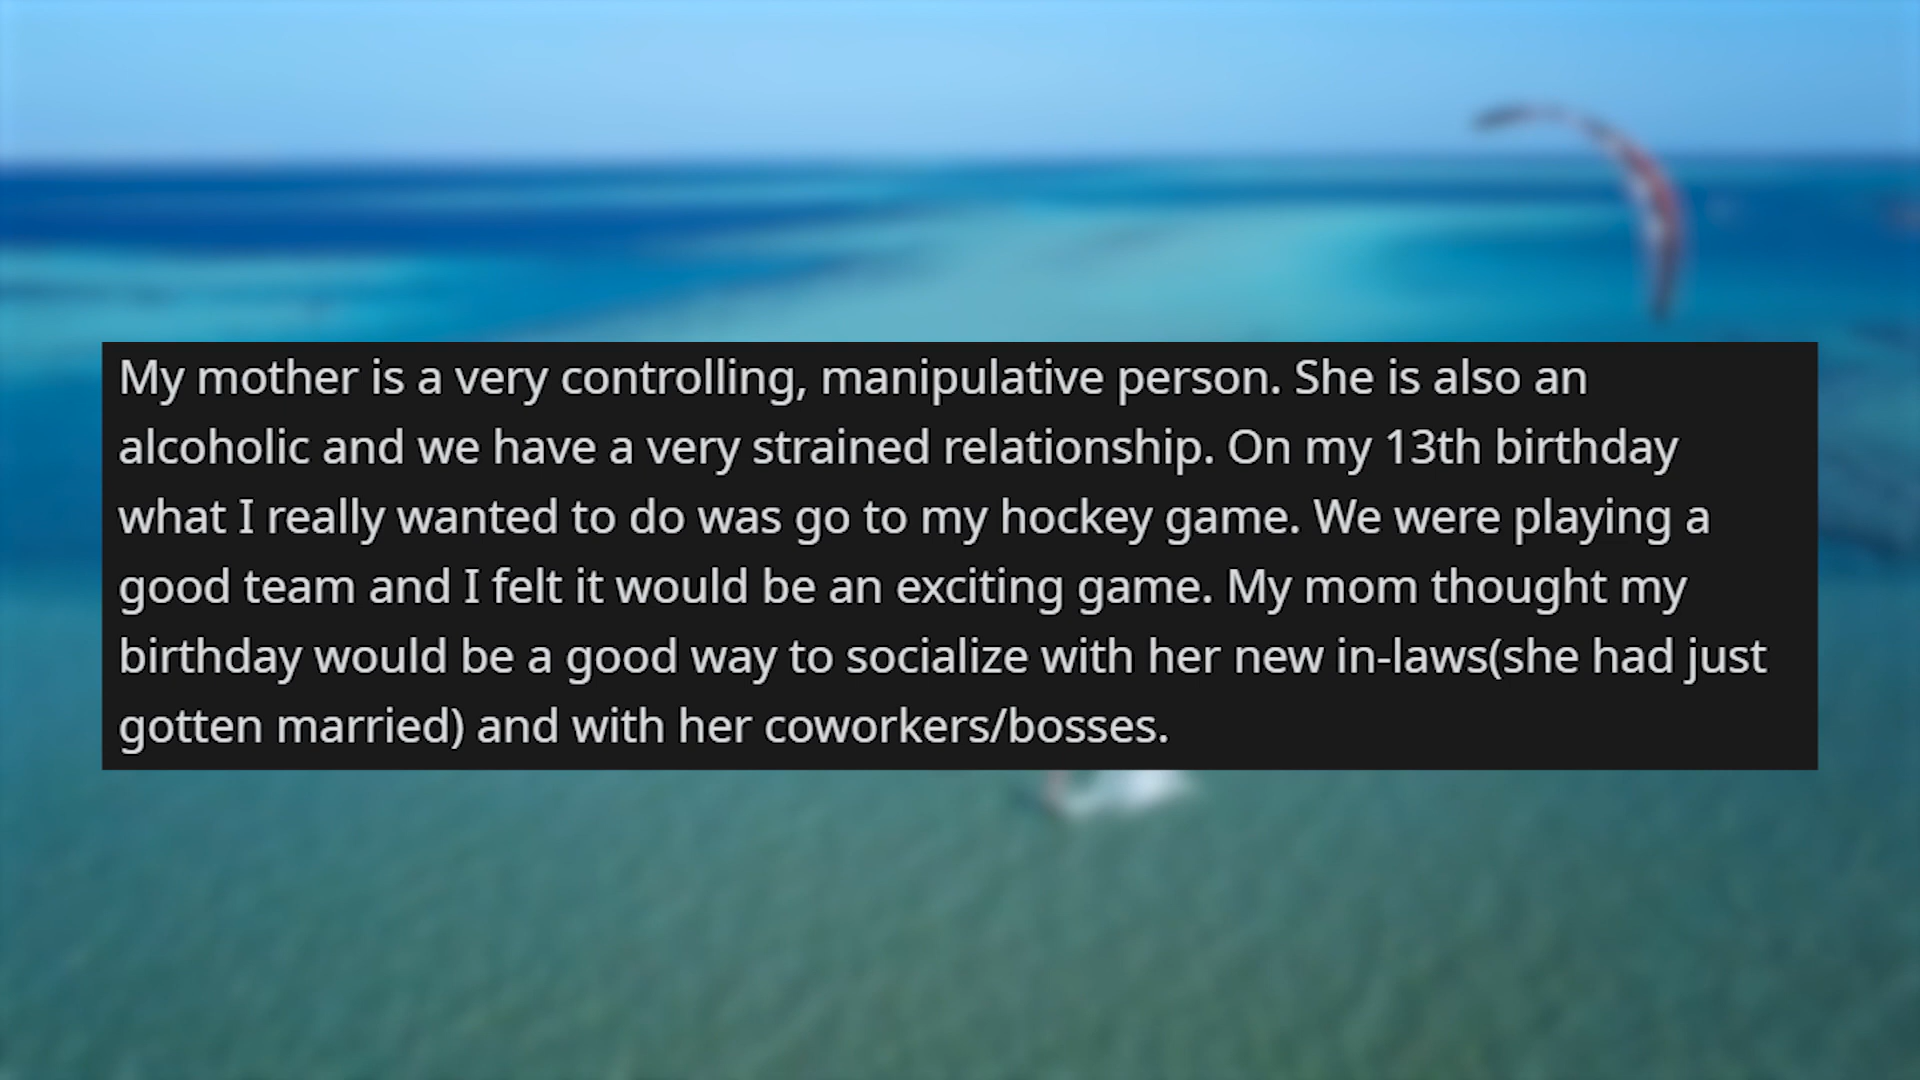 My mother is a very controlling, manipulative person. She is also an
alcoholic and we have a very strained relationship. On my 13th birthday
what I really wanted to do was go to my hockey game. We were playing a
good team and I felt it would be an exciting game. My mom thought my
birthday would be a good way to socialize with her new in-laws(she had just
gotten married) and with her coworkers/bosses.